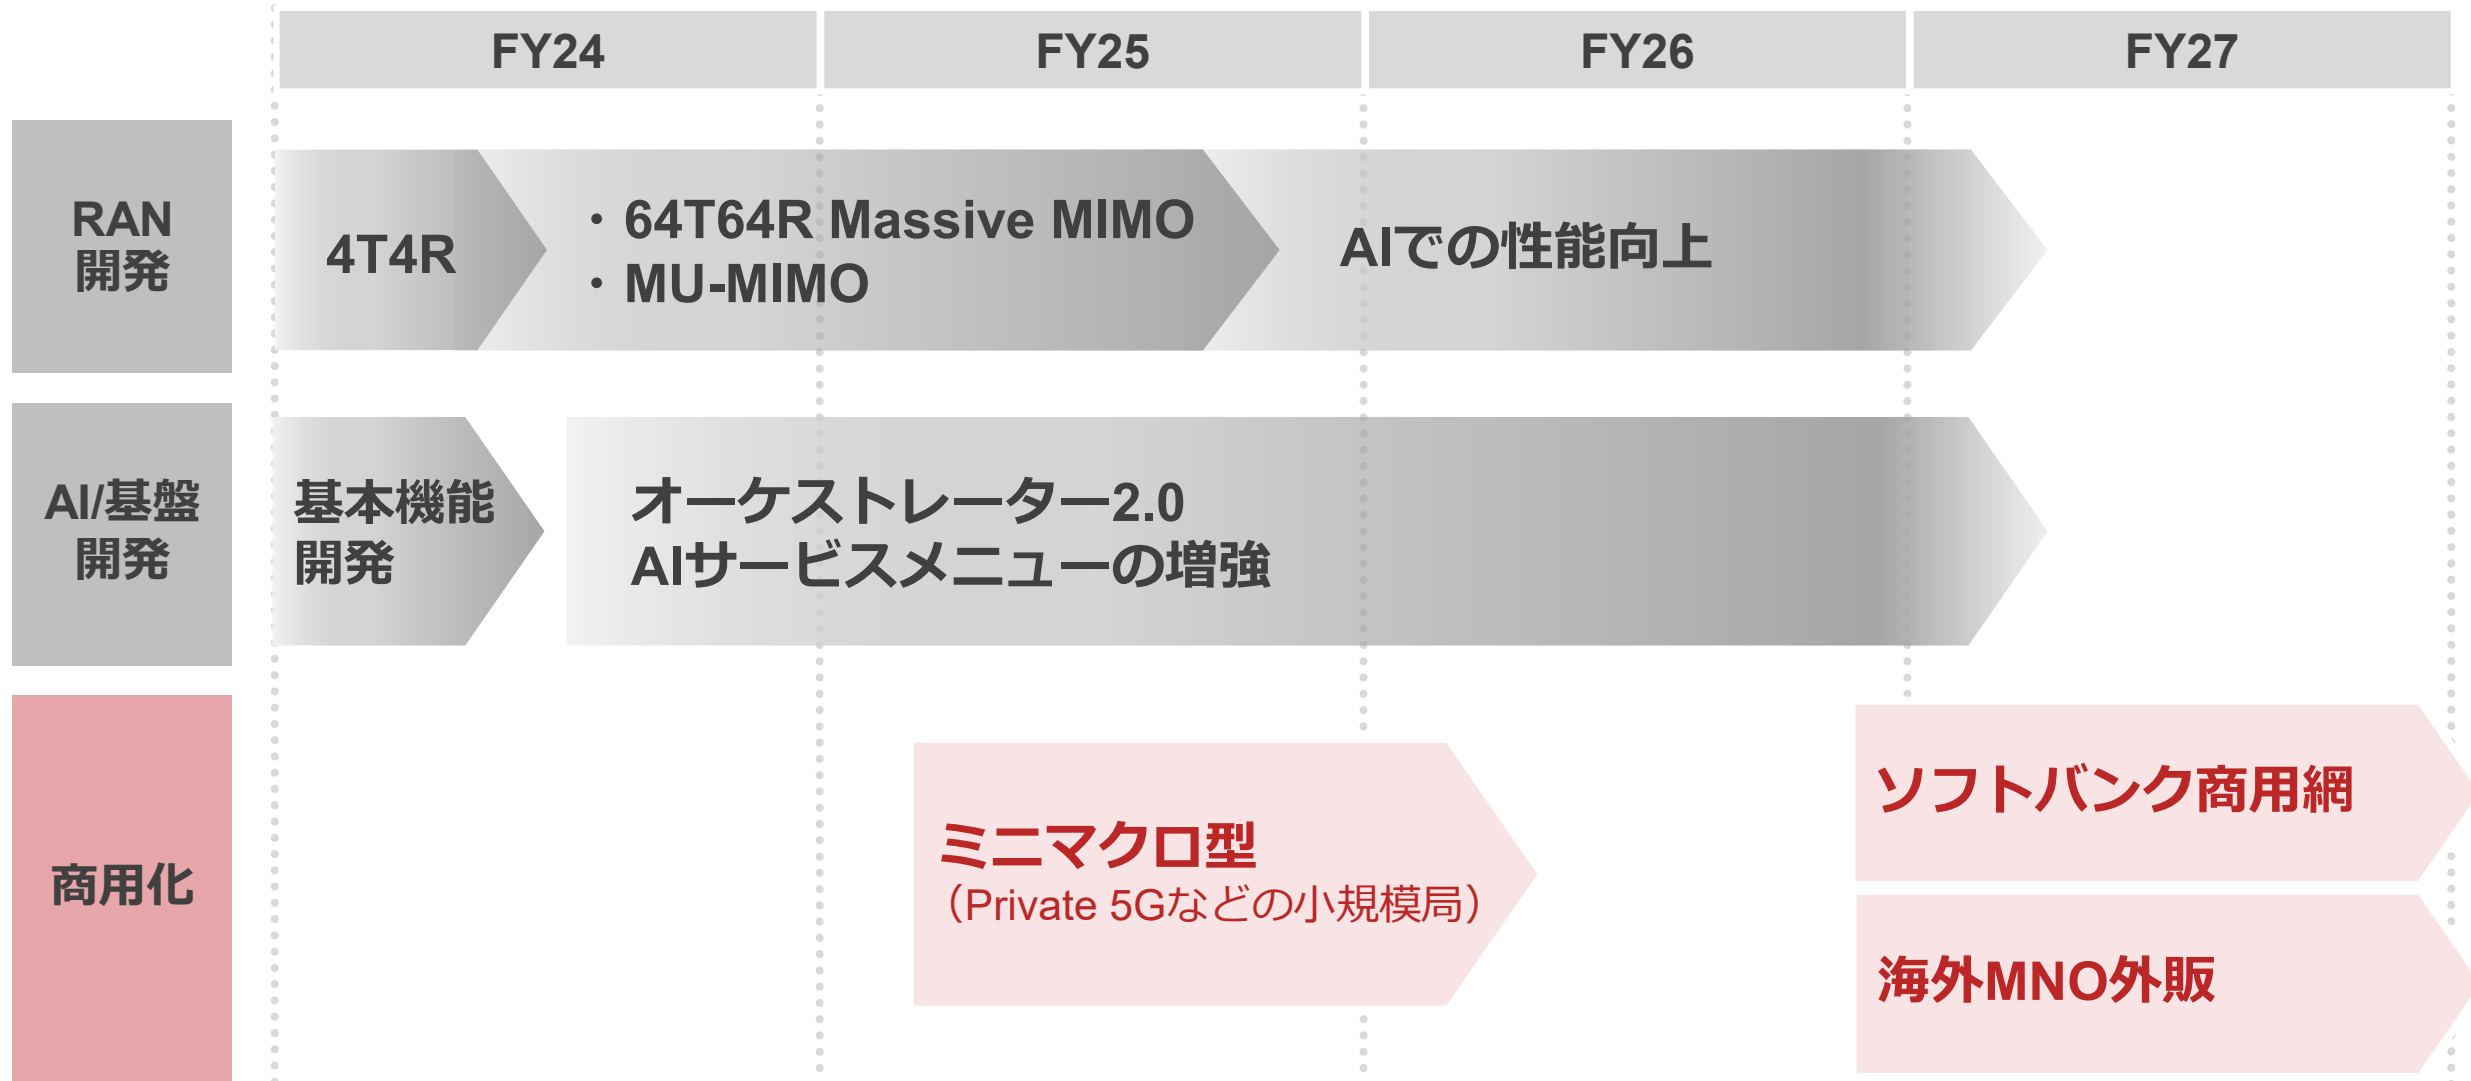 FY24
FY25
FY26
FY27
RAN
開発
4T4R
・64T64R Massive MIMO
・MU-MIMO
AIでの性能向上
AI/基盤
開発
基本機能
開発
オーケストレーター2.0
AIサービスメニューの増強
商用化
ミニマクロ型
（Private 5Gなどの小規模局）
ソフトバンク商用網
海外MNO外販